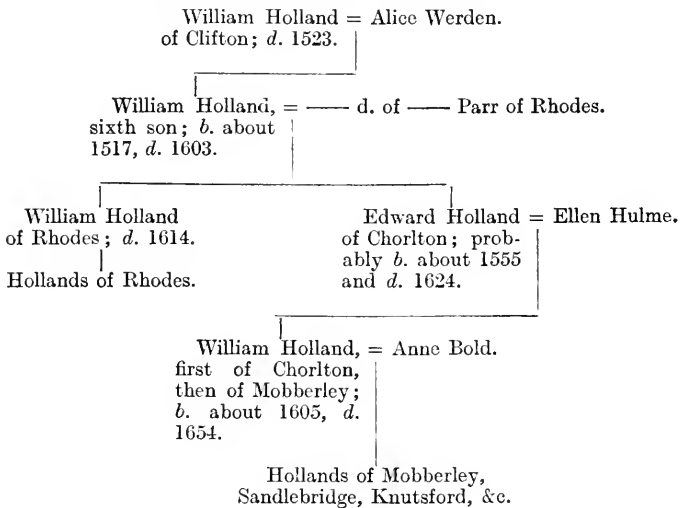 William Holland = Alice Werden.
of Clifton; d. 1523.
William Holland, = —— d. of —— Parr of Rhodes.
sixth son; b. about
1517, d. 1603.
William Holland
of Rhodes; d. 1614.
Hollands of Rhodes.
Edward Holland = Ellen Hulme.
of Chorlton; prob-
ably b. about 1555
and d. 1624.
William Holland, = Anne Bold.
first of Chorlton,
then of Mobberley;
b. about 1605, d.
1654.
Hollands of Mobberley,
Sandlebridge, Knutsford, &c.